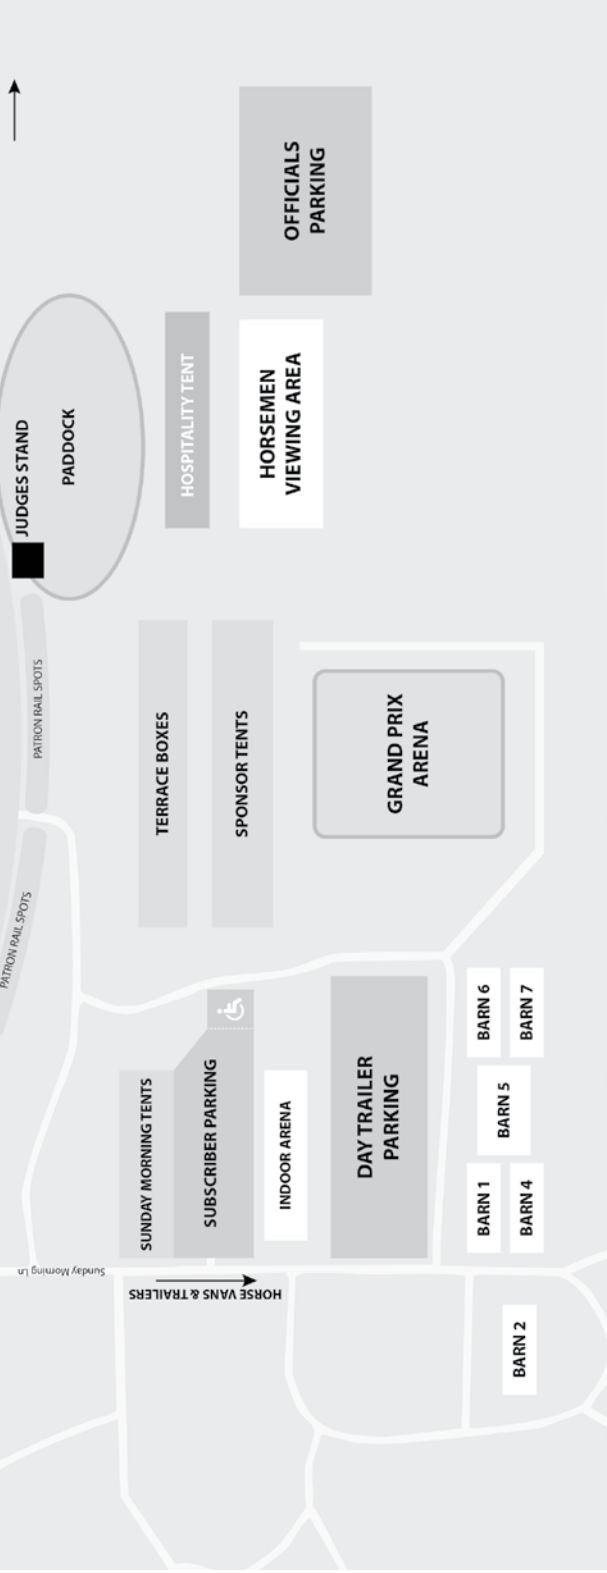 OFFICIALS
PARKING
HOSPITALITY TENT
HORSEMEN
VIEWING AREA
JUDGES STAND
PADDOCK
PATRON RAIL SPOTS
TERRACE BOXES
SPONSOR TENTS
GRAND PRIX
ARENA
PATRON RAIL SPOTS
SUNDAY MORNING TENTS
SUBSCRIBER PARKING
INDOOR ARENA
DAY TRAILER
PARKING
BARN 6
BARN 7
BARN 5
BARN 1
BARN 4
Sunday Morning Ln
HORSE VANS & TRAILERS
BARN 2